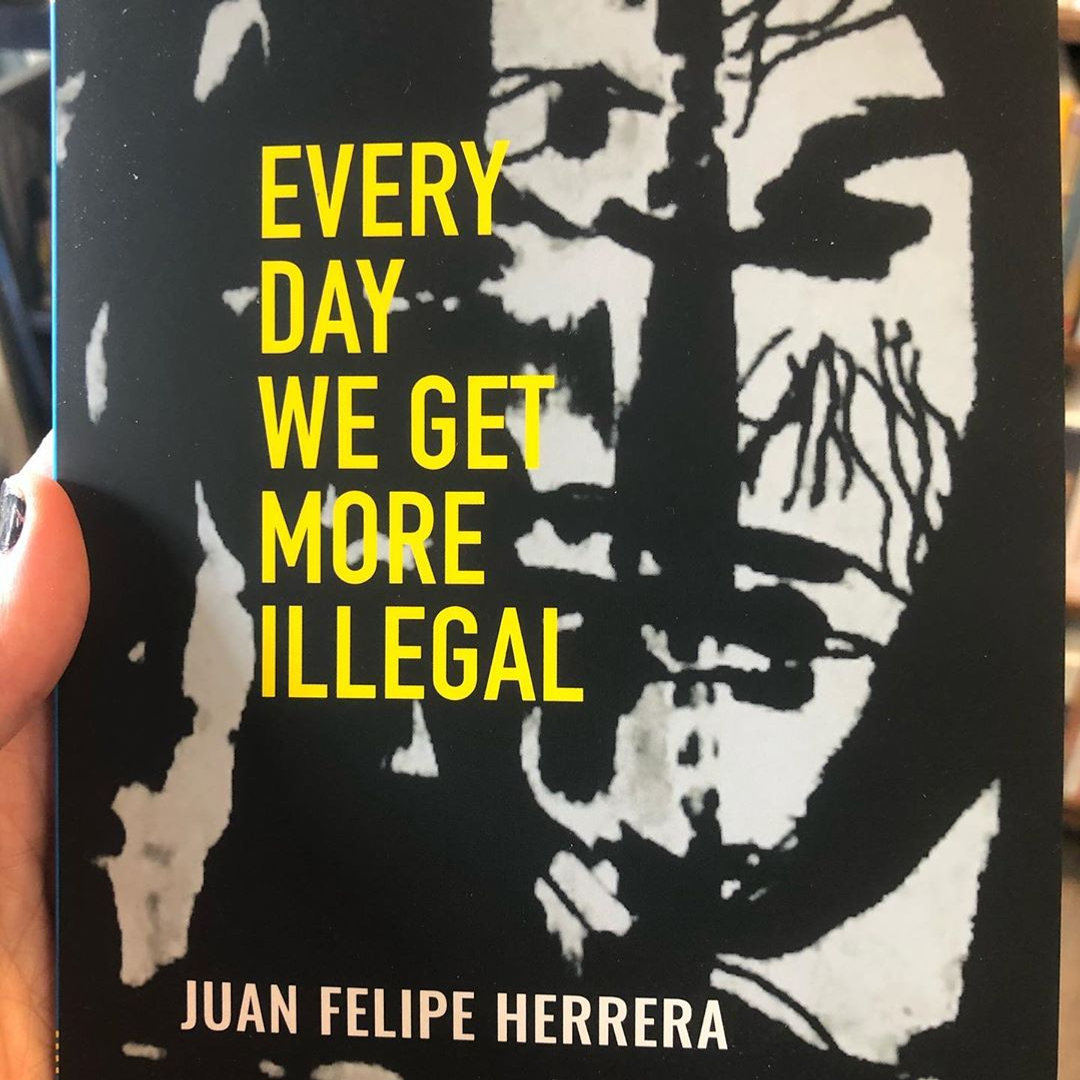 EVERY
DAY
WE GET
MORE
ILLEGAL
JUAN FELIPE HERRERA